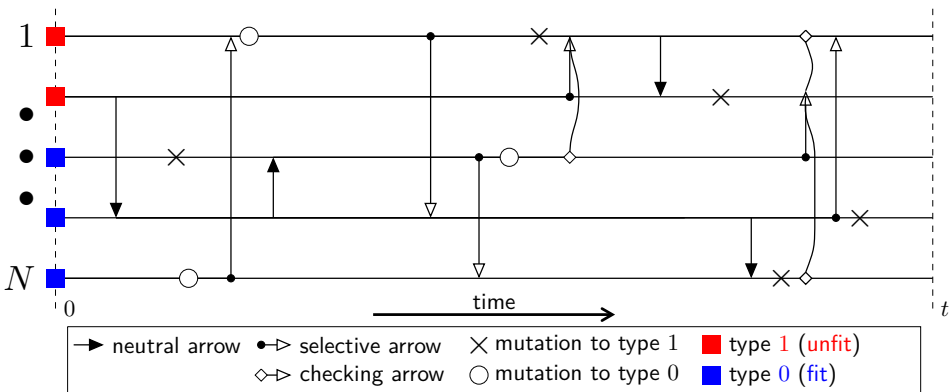 1
N
0
time
t
neutral arrow selective arrow mutation to type 1 type 1 (unfit)
checking arrow mutation to type 0 type 0 (fit)